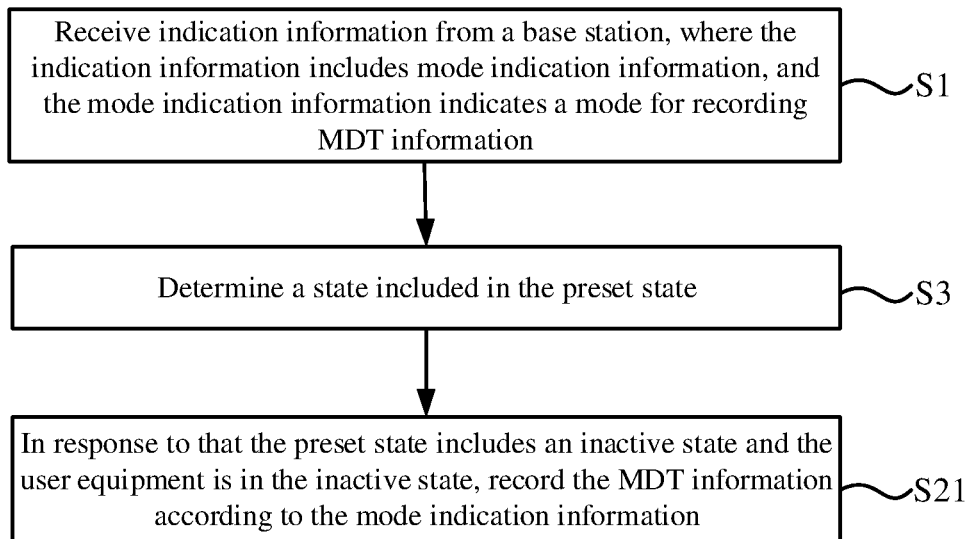 Receive indication information from a base station, where the
indication information includes mode indication information, and
the mode indication information indicates a mode for recording
MDT information
S1
Determine a state included in the preset state
S3
In response to that the preset state includes an inactive state and the
user equipment is in the inactive state, record the MDT information
according to the mode indication information
S21